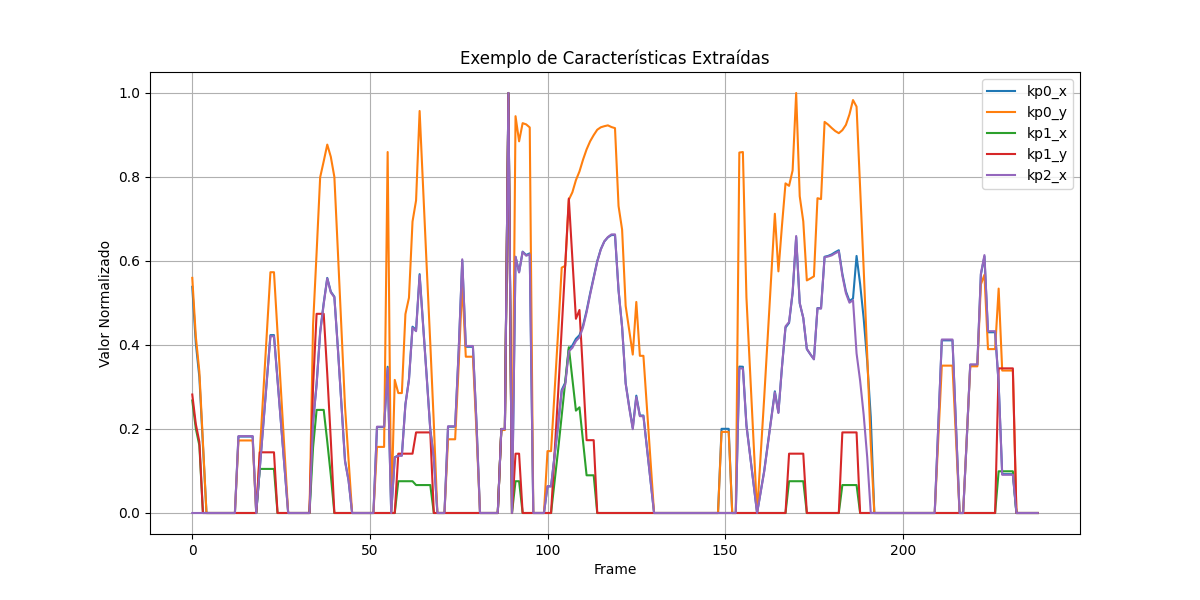 Exemplo de Características Extraídas
1.0
0.8
0.6
0.4
0.2
0.0
Valor Normalizado
0
50
100
150
200
Frame
kp0_x
kp0_y
kp1_x
kp1_y
kp2_x